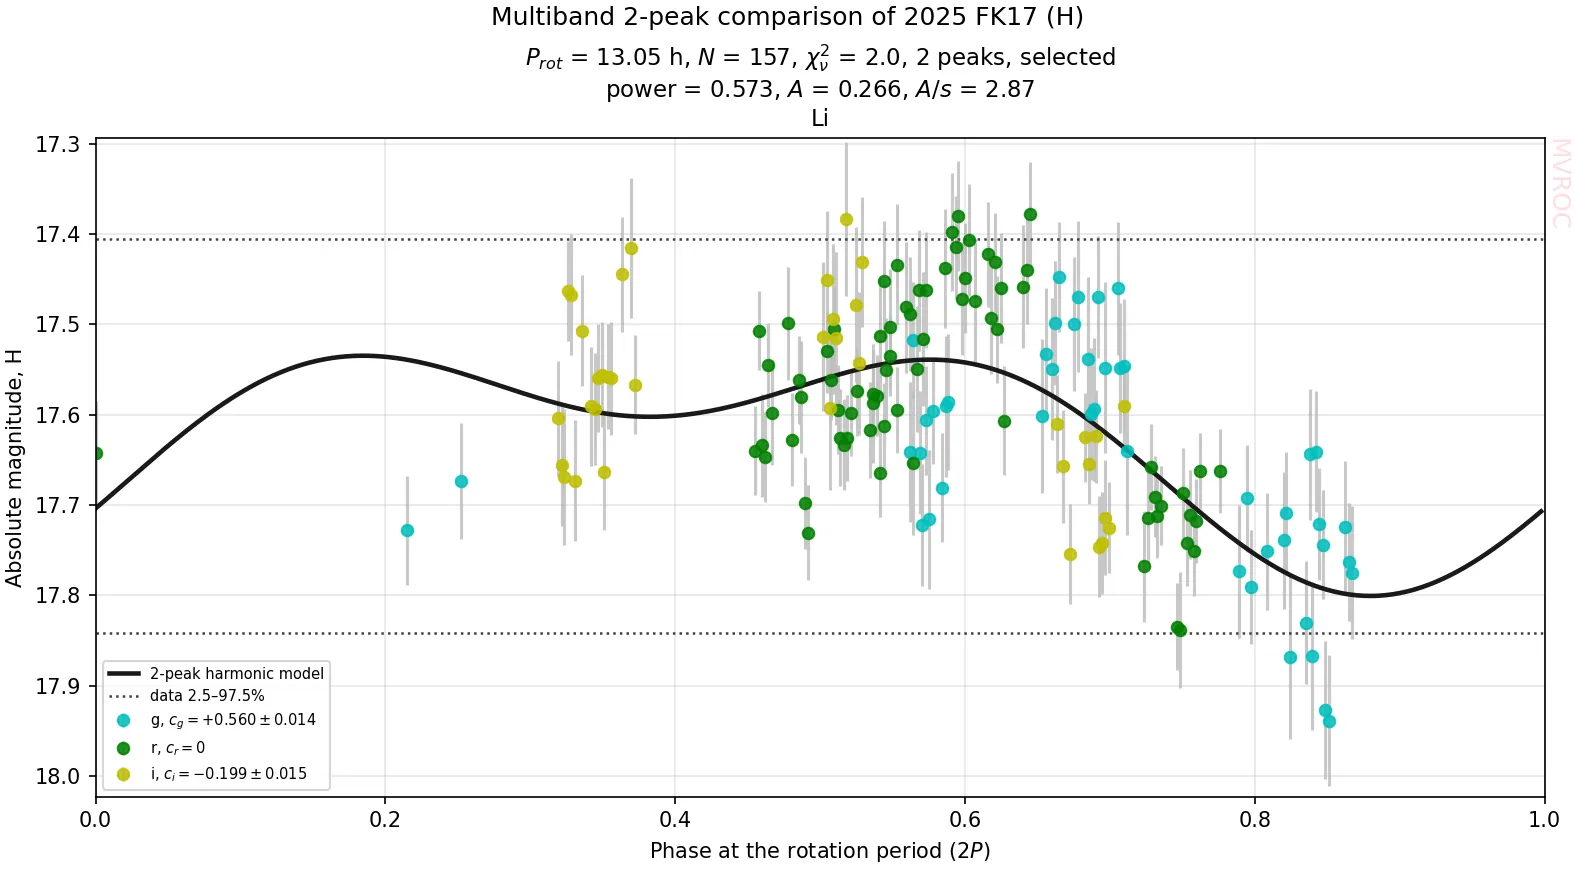 Multiband 2-peak comparison of 2025 FK17 (H)
P_rot = 13.05 h, N = 157, χ²_ν = 2.0, 2 peaks, selected
power = 0.573, A = 0.266, A/s = 2.87
Li
MVROC
Absolute magnitude, H
17.3
17.4
17.5
17.6
17.7
17.8
17.9
18.0
2-peak harmonic model
data 2.5–97.5%
g, c_g = +0.560 ± 0.014
r, c_r = 0
i, c_i = −0.199 ± 0.015
0.0 0.2 0.4 0.6 0.8 1.0
Phase at the rotation period (2P)